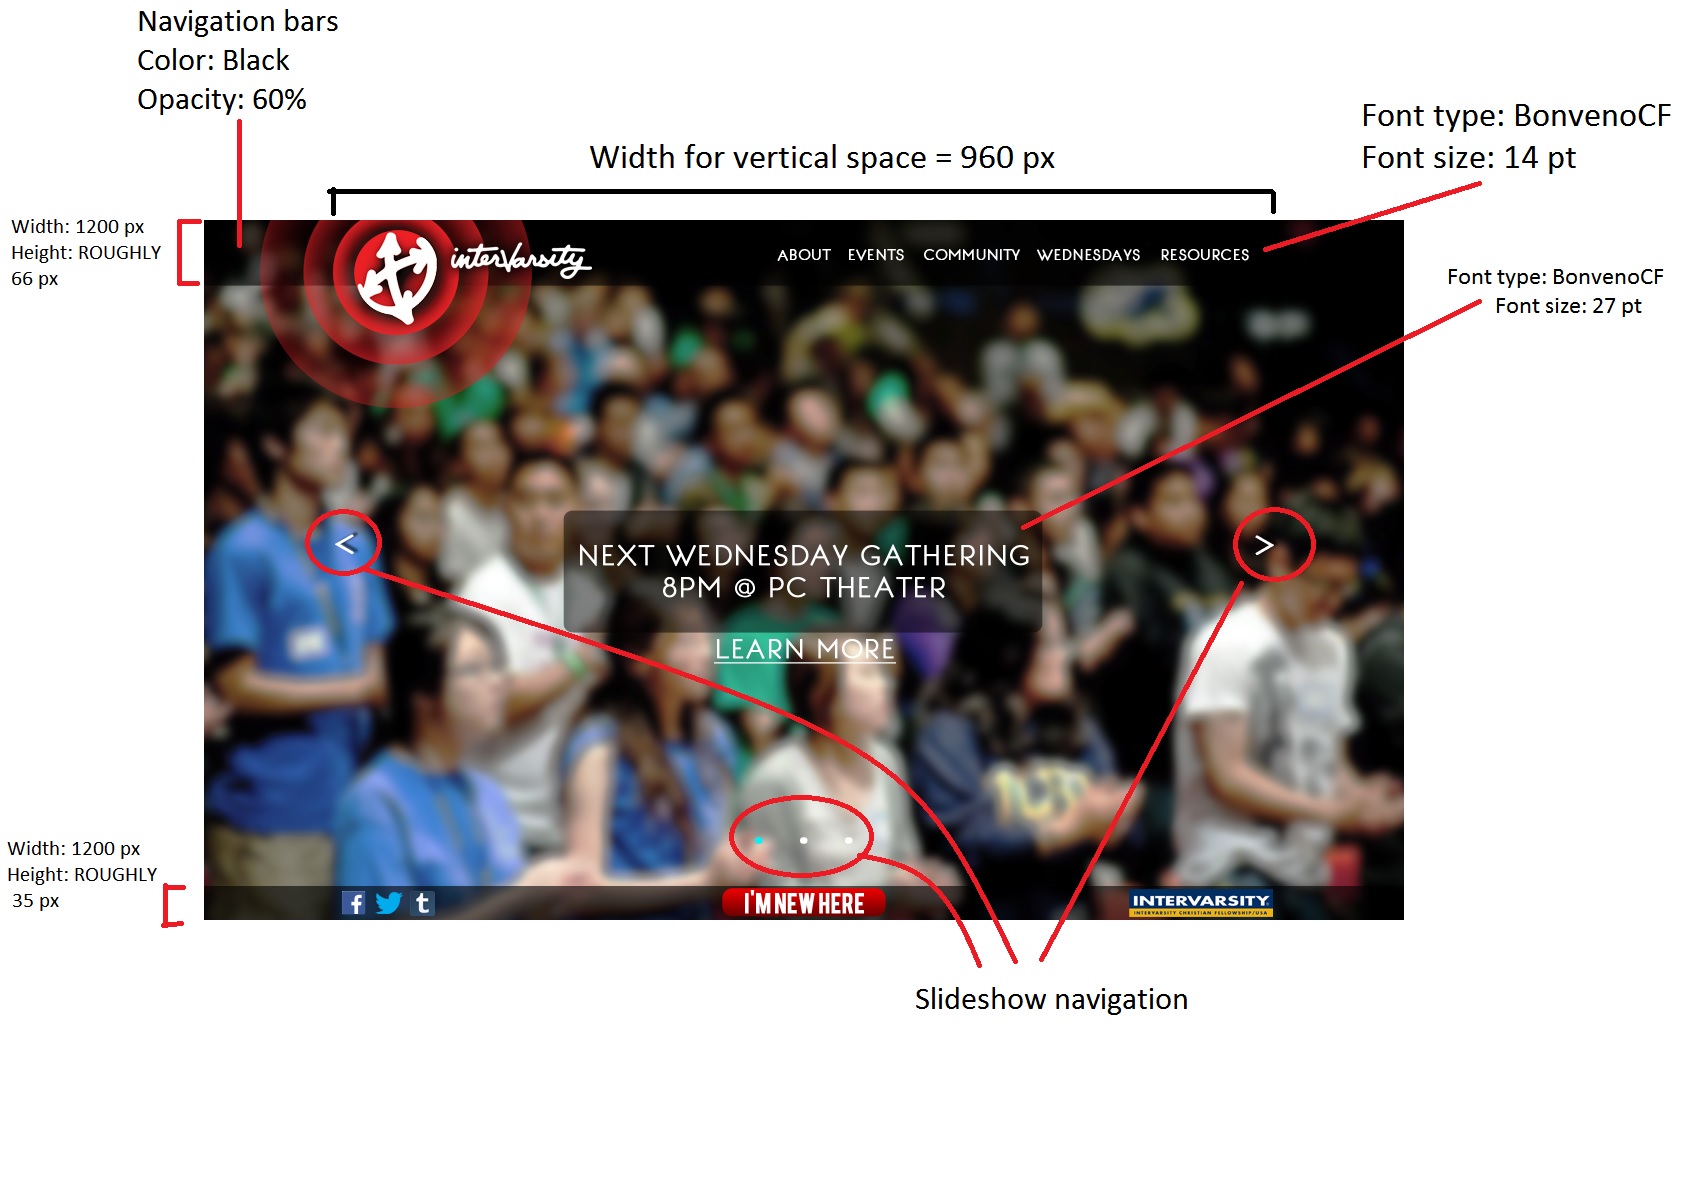 Navigation bars
Color: Black
Opacity: 60%
Font type: BonvenoCF
Font size: 14 pt
Width for vertical space = 960 px
Width: 1200 px
Height: ROUGHLY
66 px
interVarsity
ABOUT EVENTS COMMUNITY WEDNESDAYS RESOURCES
Font type: BonvenoCF
Font size: 27 pt
<
>
NEXT WEDNESDAY GATHERING
8PM @ PC THEATER
LEARN MORE
Width: 1200 px
Height: ROUGHLY
35 px
f
t
I'M NEW HERE
INTERVARSITY
INTERVARSITY CHRISTIAN FELLOWSHIP/USA
Slideshow navigation